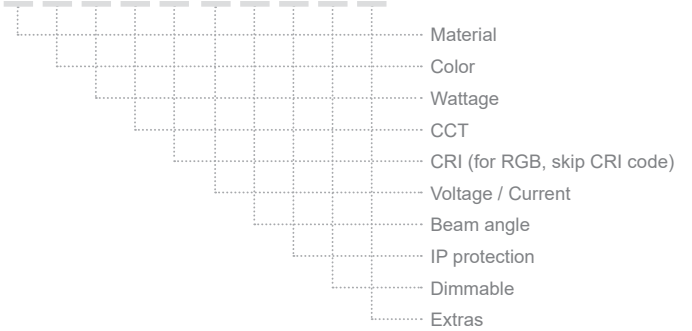 Material
Color
Wattage
CCT
CRI (for RGB, skip CRI code)
Voltage / Current
Beam angle
IP protection
Dimmable
Extras